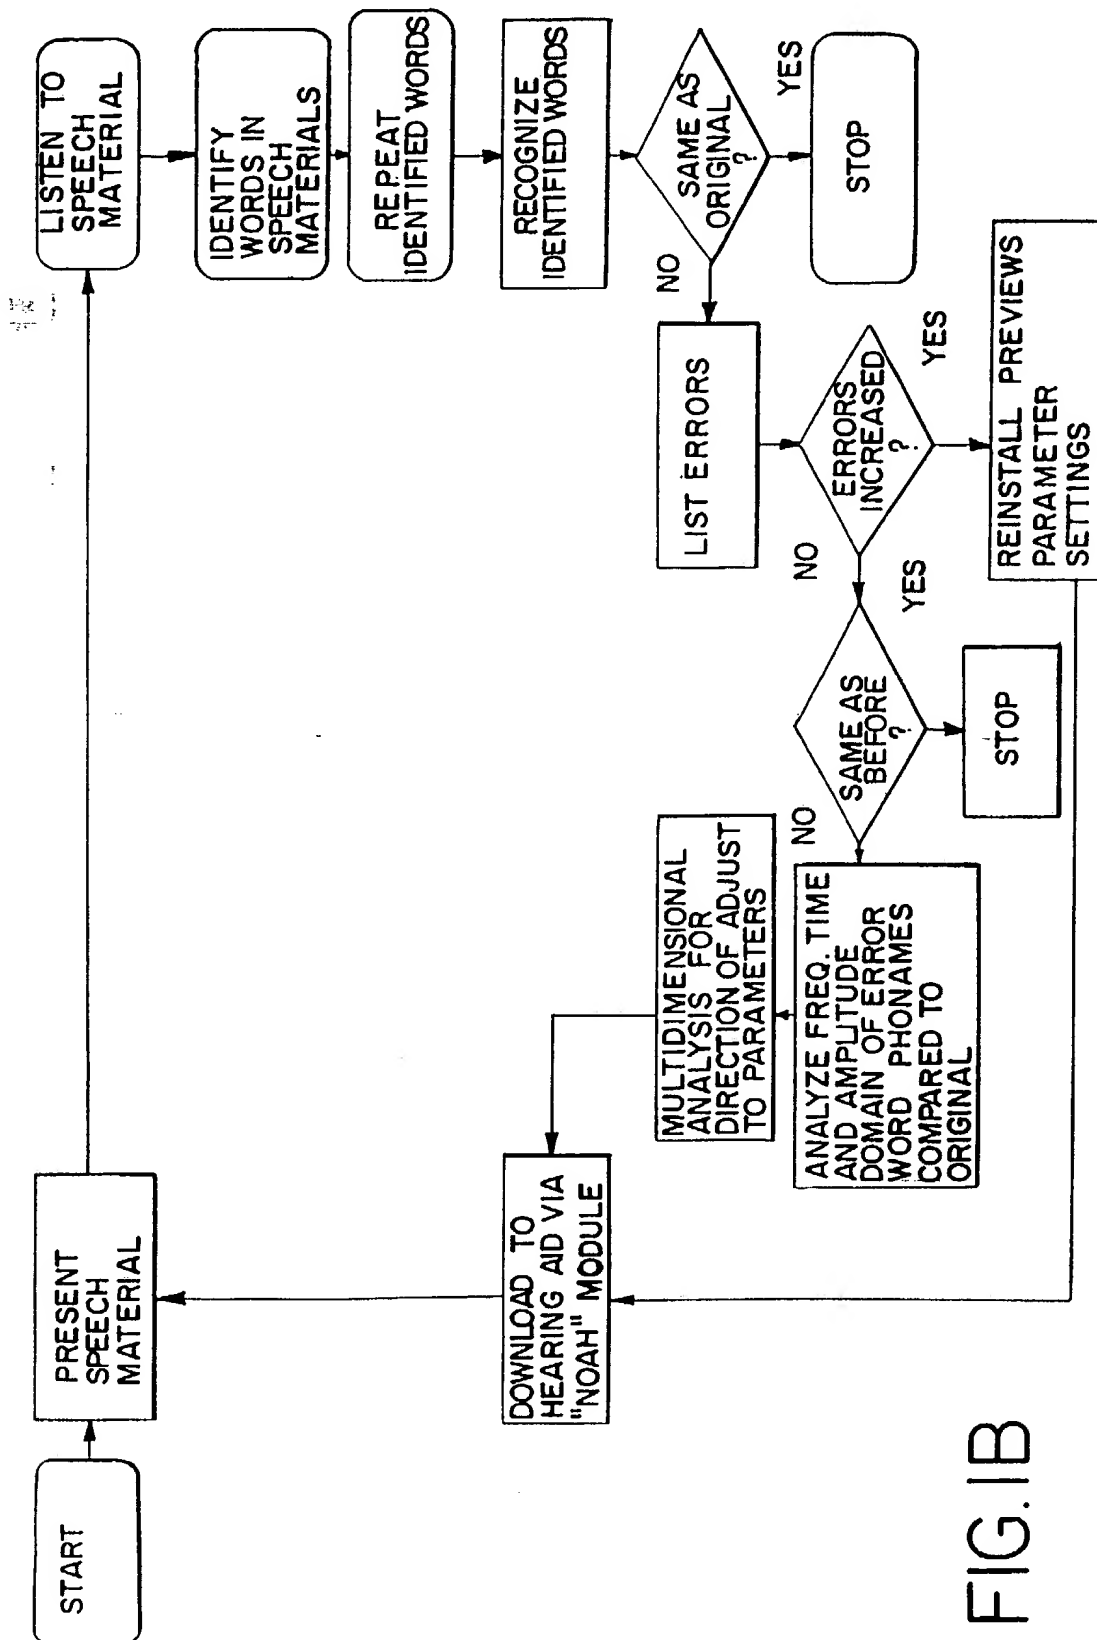 START
PRESENT
SPEECH
MATERIAL
LISTEN TO
SPEECH
MATERIAL
IDENTIFY
WORDS IN
SPEECH
MATERIALS
REPEAT
IDENTIFIED WORDS
RECOGNIZE
IDENTIFIED WORDS
SAME AS
ORIGINAL
?
YES
STOP
NO
LIST ERRORS
ERRORS
INCREASED
?
YES
REINSTALL PREVIEWS
PARAMETER
SETTINGS
NO
SAME AS
BEFORE
?
YES
STOP
NO
ANALYZE FREQ. TIME
AND AMPLITUDE
DOMAIN OF ERROR
WORD PHONAMES
COMPARED TO
ORIGINAL
MULTIDIMENSIONAL
ANALYSIS FOR
DIRECTION OF ADJUST
TO PARAMETERS
DOWNLOAD TO
HEARING AID VIA
"NOAH" MODULE
FIG. 1B